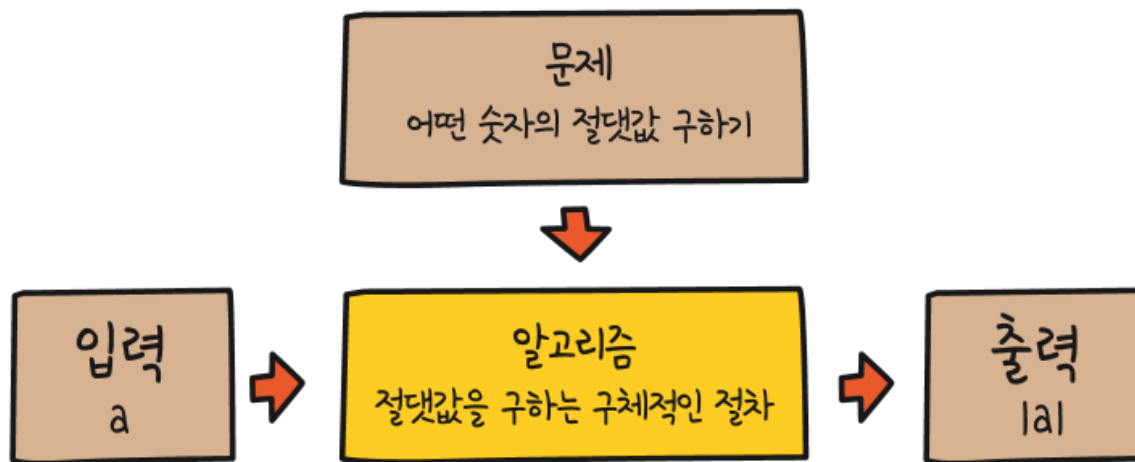 문제
어떤 숫자의 절댓값 구하기
입력
a
알고리즘
절댓값을 구하는 구체적인 절차
출력
|a|